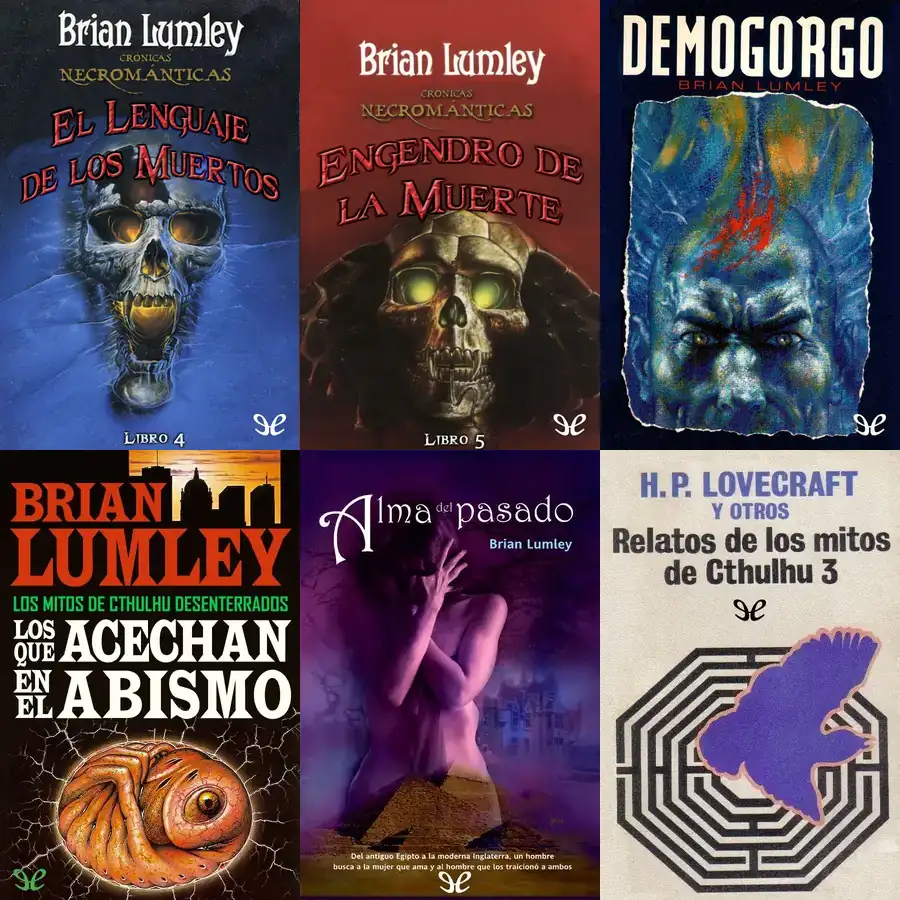 Brian Lumley
CRÓNICAS
NECROMÁNTICAS
EL LENGUAJE
DE LOS MUERTOS
LIBRO 4
Brian Lumley
CRÓNICAS
NECROMÁNTICAS
ENGENDRO DE
LA MUERTE
LIBRO 5
DEMOGORGO
BRIAN LUMLEY
BRIAN
LUMLEY
LOS MITOS DE CTHULHU DESENTERRADOS
LOS QUE ACECHAN
EN EL ABISMO
Alma del pasado
Brian Lumley
Del antiguo Egipto a la moderna Inglaterra, un hombre
busca a la mujer que ama y al hombre que los traicionó a ambos
H.P. LOVECRAFT
Y OTROS
Relatos de los mitos
de Cthulhu 3